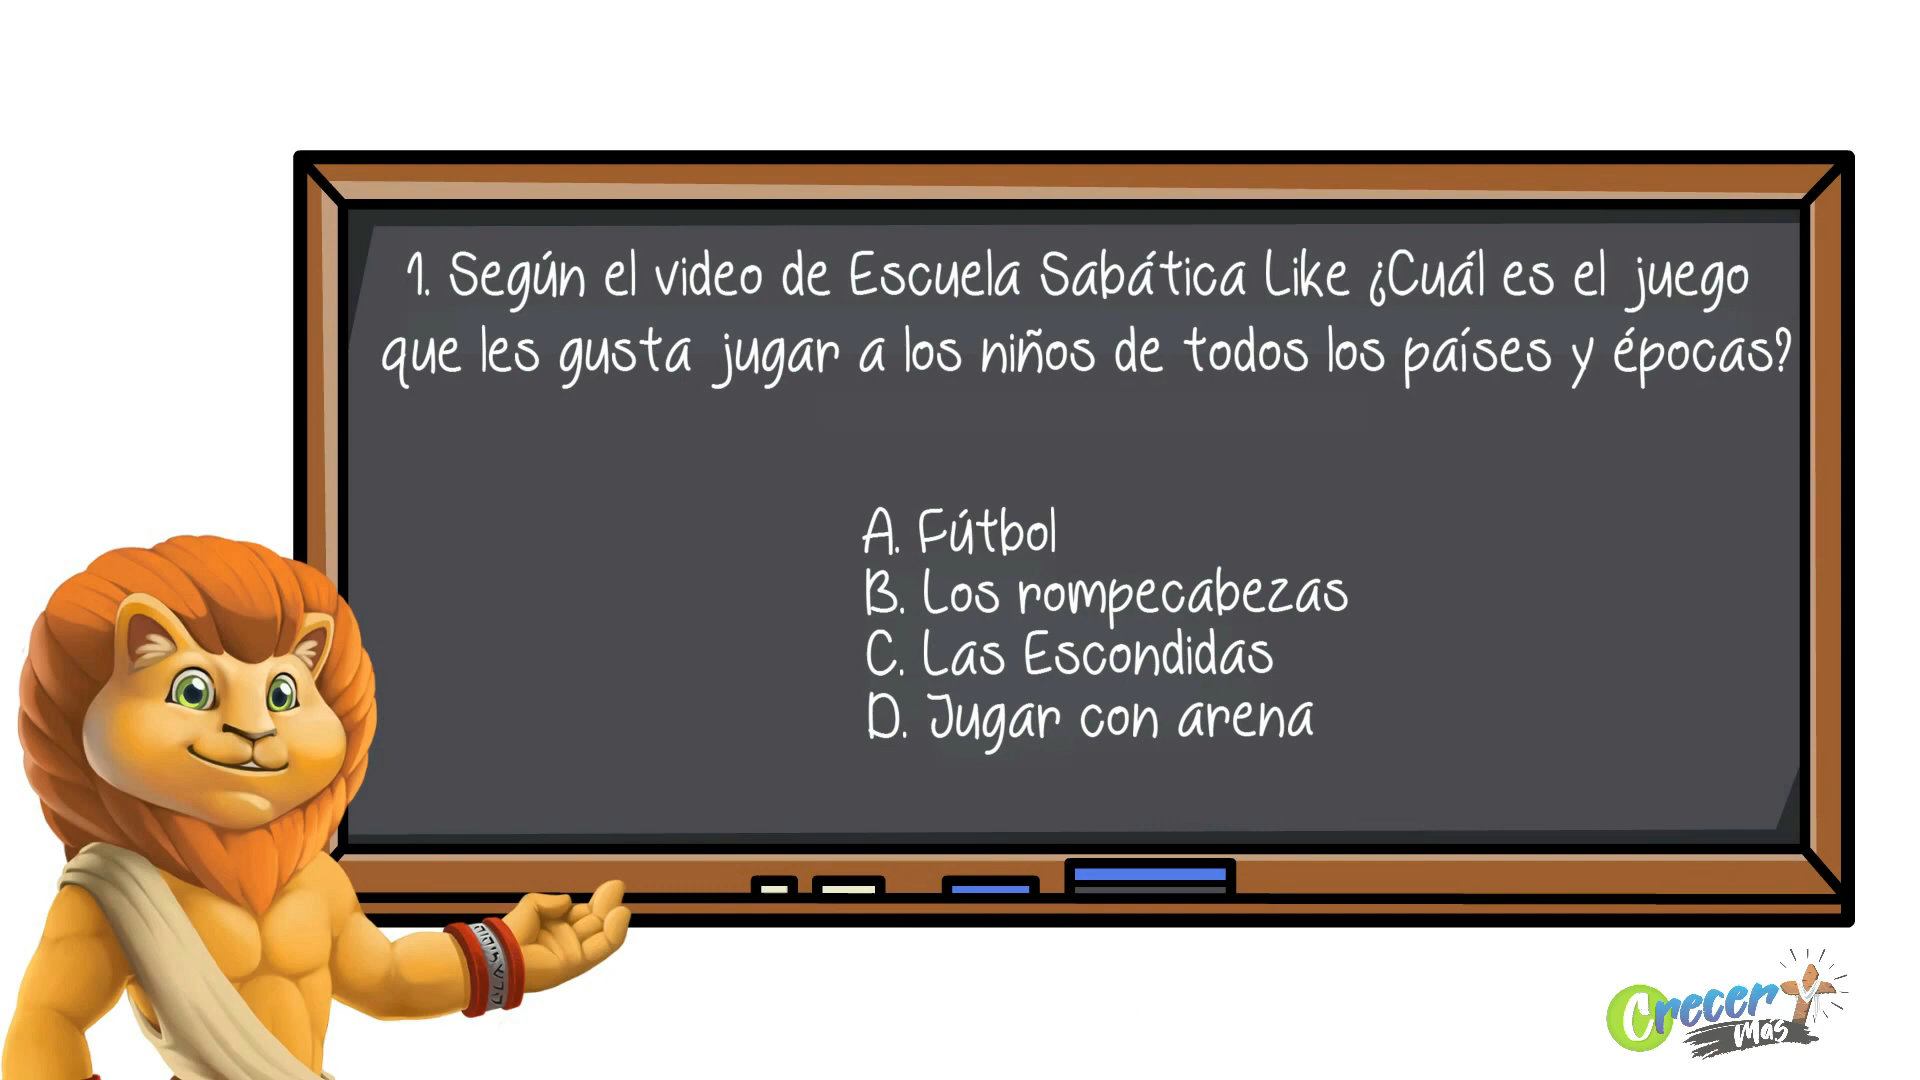 1. Según el video de Escuela Sabática Like ¿Cuál es el juego
que les gusta jugar a los niños de todos los países y épocas?
A. Fútbol
B. Los rompecabezas
C. Las Escondidas
D. Jugar con arena
Crecer
Más